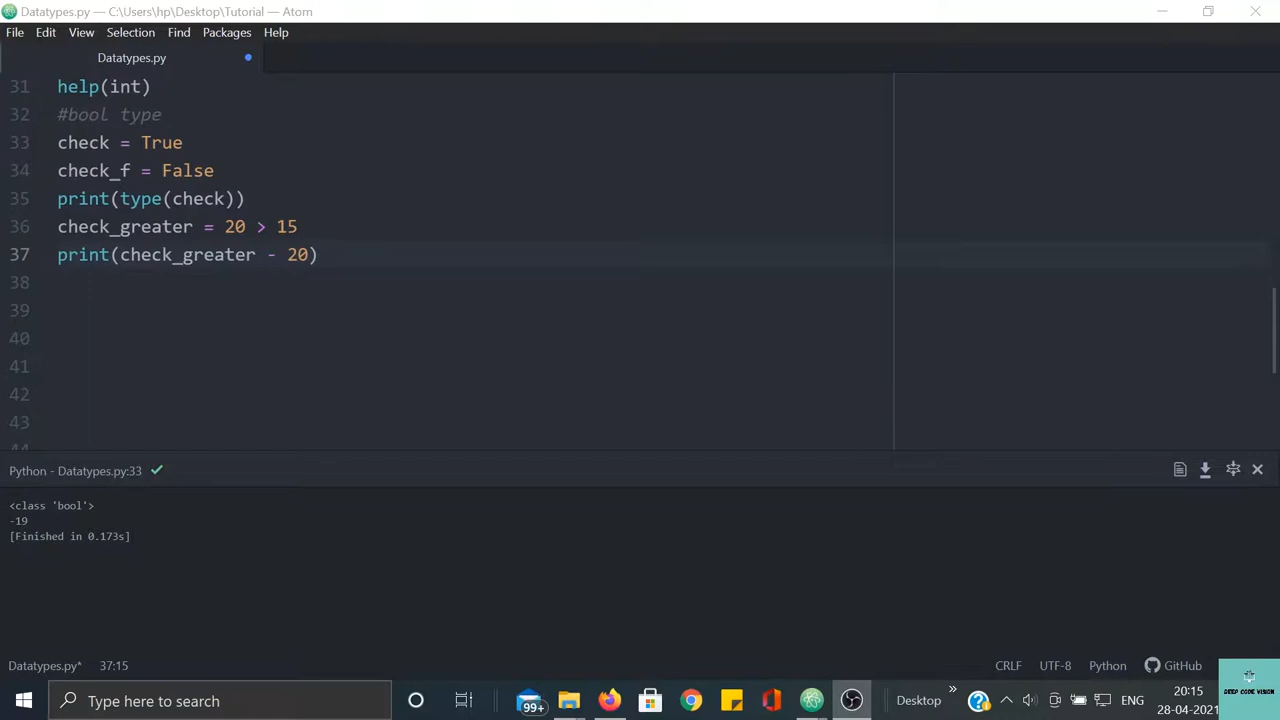 Datatypes.py — C:\Users\hp\Desktop\Tutorial — Atom
File Edit View Selection Find Packages Help
Datatypes.py
31 help(int)
32 #bool type
33 check = True
34 check_f = False
35 print(type(check))
36 check_greater = 20 > 15
37 print(check_greater - 20)
38
39
40
41
42
43
44
Python - Datatypes.py:33
<class 'bool'>
-19
[Finished in 0.173s]
Datatypes.py* 37:15 CRLF UTF-8 Python GitHub
Type here to search 99+ Desktop » ENG 20:15
28-04-2021
DEEP CODE VISION